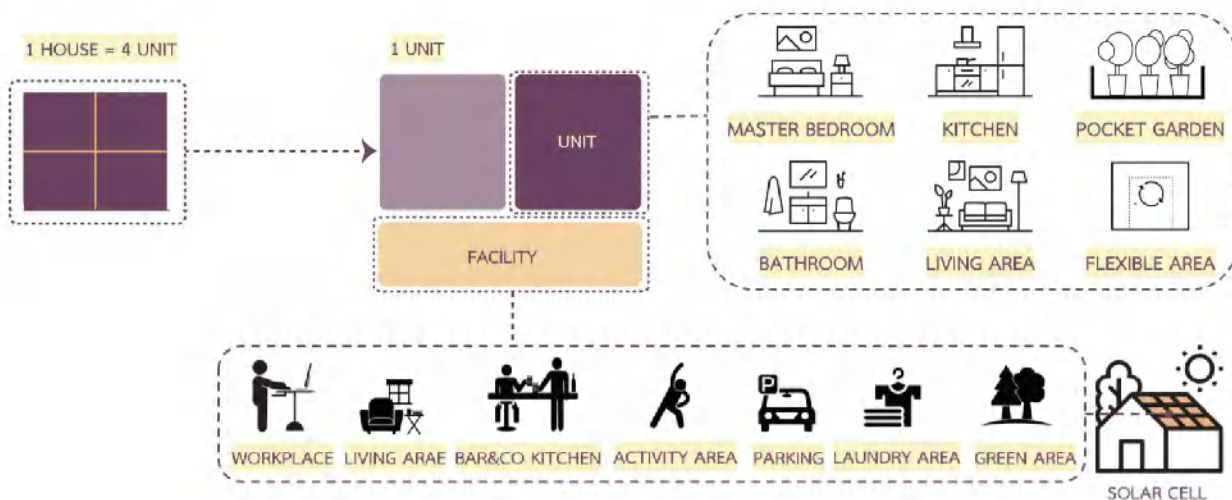 1 HOUSE = 4 UNIT
1 UNIT
UNIT
FACILITY
MASTER BEDROOM
KITCHEN
POCKET GARDEN
BATHROOM
LIVING AREA
FLEXIBLE AREA
P
WORKPLACE
LIVING ARAE
BAR&CO KITCHEN
ACTIVITY AREA
PARKING
LAUNDRY AREA
GREEN AREA
SOLAR CELL